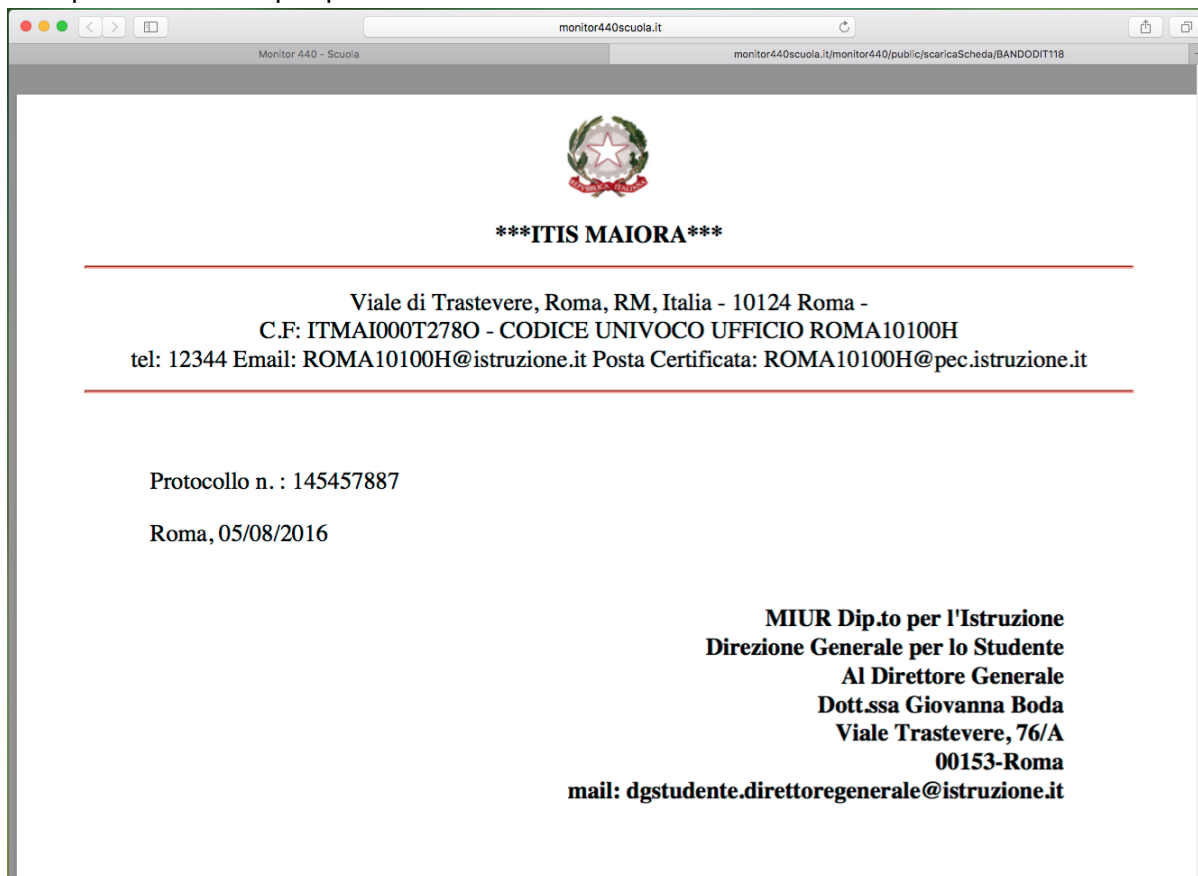 monitor440scuola.it
Monitor 440 - Scuola
monitor440scuola.it/monitor440/public/scaricaScheda/BANDODIT118
REPVBBLICA ITALIANA
***ITIS MAIORA***
Viale di Trastevere, Roma, RM, Italia - 10124 Roma -
C.F: ITMAI000T278O - CODICE UNIVOCO UFFICIO ROMA10100H
tel: 12344 Email: ROMA10100H@istruzione.it Posta Certificata: ROMA10100H@pec.istruzione.it
Protocollo n. : 145457887
Roma, 05/08/2016
MIUR Dip.to per l'Istruzione
Direzione Generale per lo Studente
Al Direttore Generale
Dott.ssa Giovanna Boda
Viale Trastevere, 76/A
00153-Roma
mail: dgstudente.direttoregenerale@istruzione.it